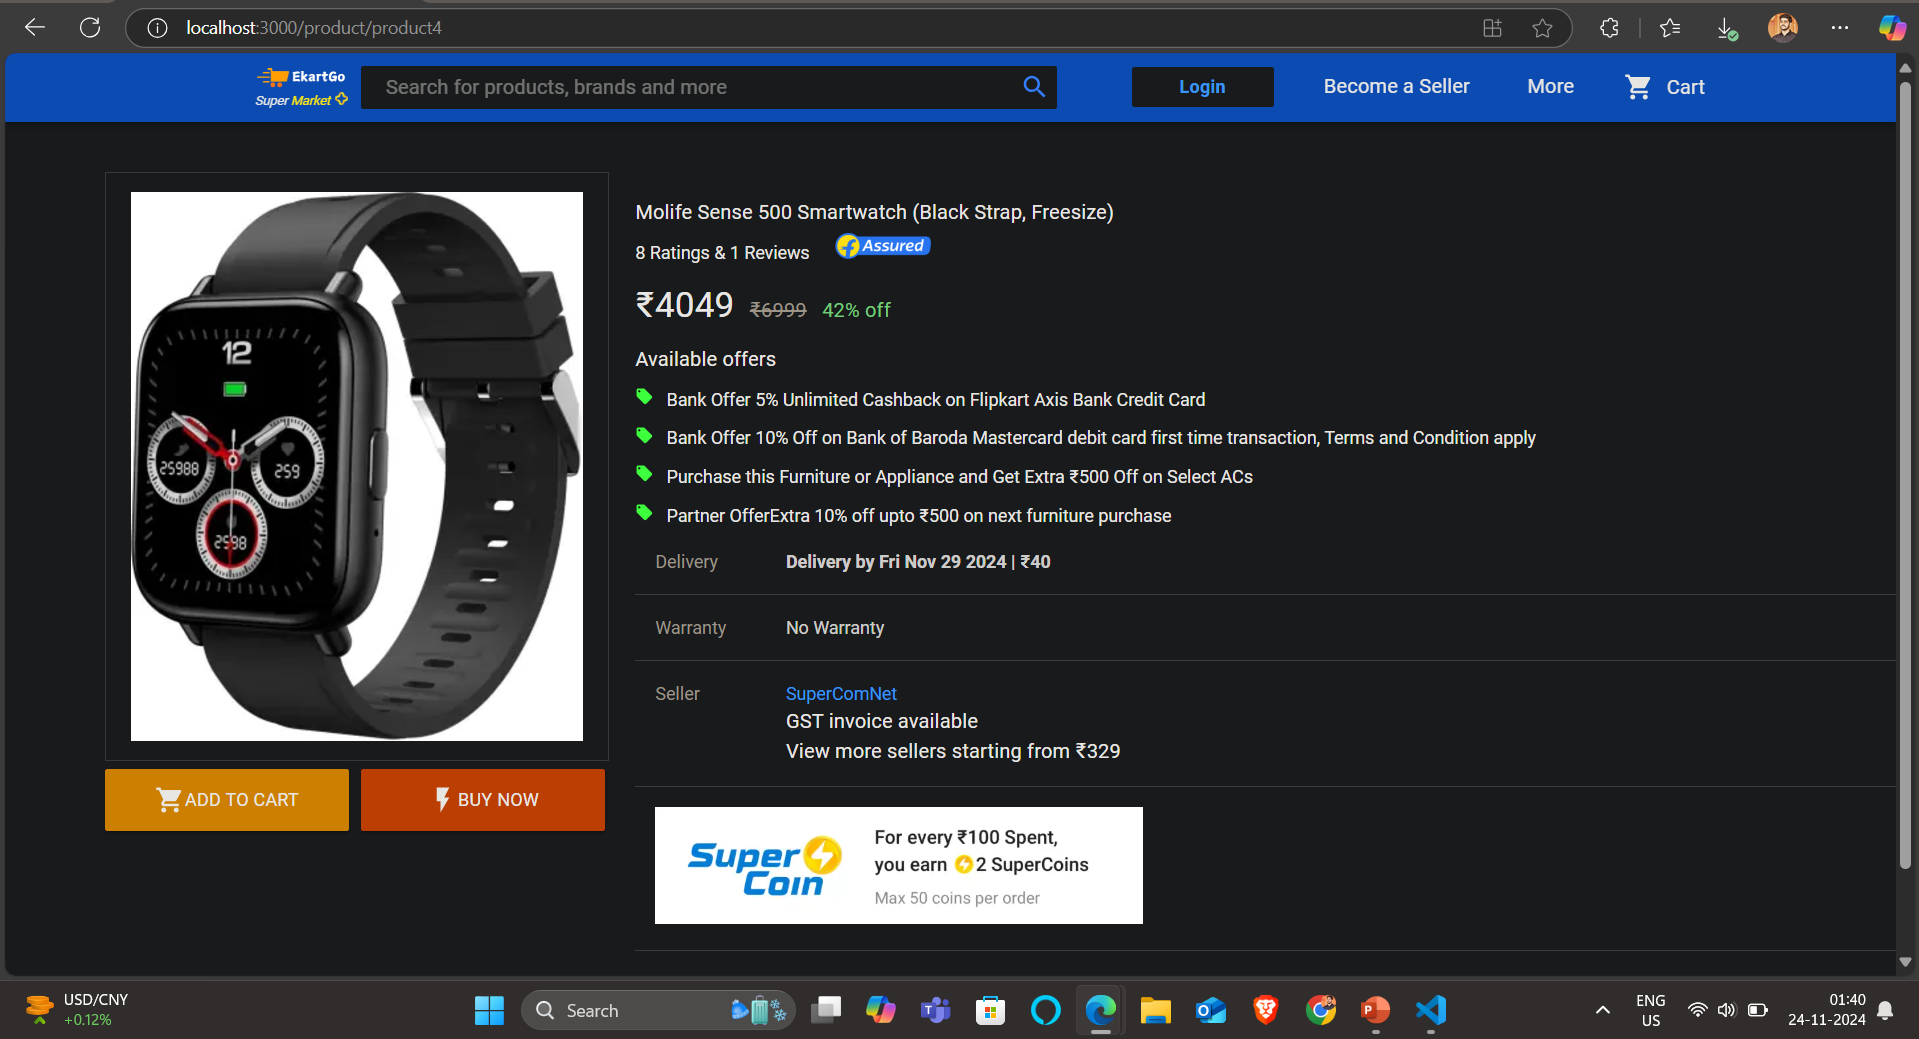 localhost:3000/product/product4
EkartGo
Super Market
Search for products, brands and more
Login
Become a Seller
More
Cart
12
25988
259
2598
Molife Sense 500 Smartwatch (Black Strap, Freesize)
8 Ratings & 1 Reviews
f Assured
₹4049 ₹6999 42% off
Available offers
Bank Offer 5% Unlimited Cashback on Flipkart Axis Bank Credit Card
Bank Offer 10% Off on Bank of Baroda Mastercard debit card first time transaction, Terms and Condition apply
Purchase this Furniture or Appliance and Get Extra ₹500 Off on Select ACs
Partner OfferExtra 10% off upto ₹500 on next furniture purchase
Delivery Delivery by Fri Nov 29 2024 | ₹40
Warranty No Warranty
Seller SuperComNet
GST invoice available
View more sellers starting from ₹329
ADD TO CART
BUY NOW
Super Coin
For every ₹100 Spent,
you earn 2 SuperCoins
Max 50 coins per order
USD/CNY
+0.12%
Search
ENG
US
01:40
24-11-2024